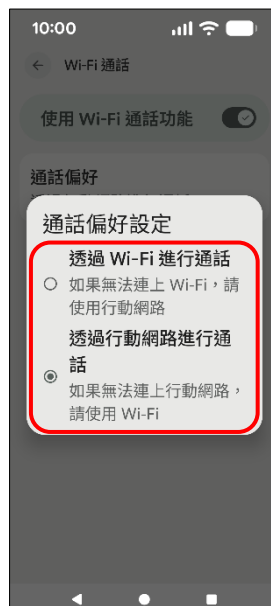 10:00
Wi-Fi 通話
使用 Wi-Fi 通話功能
通話偏好
通話偏好設定
透過 Wi-Fi 進行通話
如果無法連上 Wi-Fi，請
使用行動網路
透過行動網路進行通
話
如果無法連上行動網路，
請使用 Wi-Fi